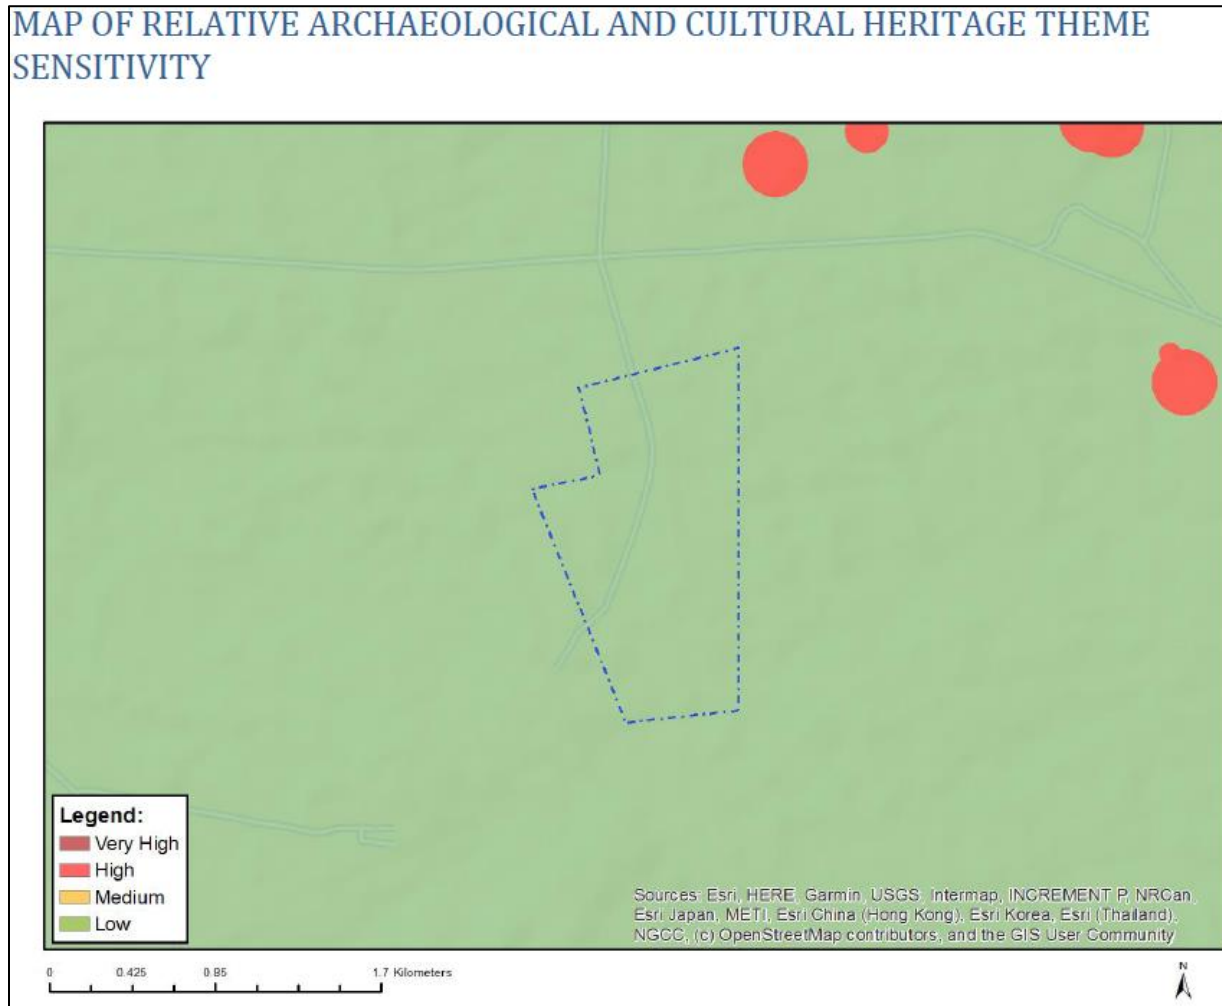 MAP OF RELATIVE ARCHAEOLOGICAL AND CULTURAL HERITAGE THEME
SENSITIVITY
Legend:
Very High
High
Medium
Low
Sources: Esri, HERE, Garmin, USGS, Intermap, INCREMENT P, NRCan,
Esri Japan, METI, Esri China (Hong Kong), Esri Korea, Esri (Thailand),
NGCC, (c) OpenStreetMap contributors, and the GIS User Community
0 0.425 0.85 1.7 Kilometers
N